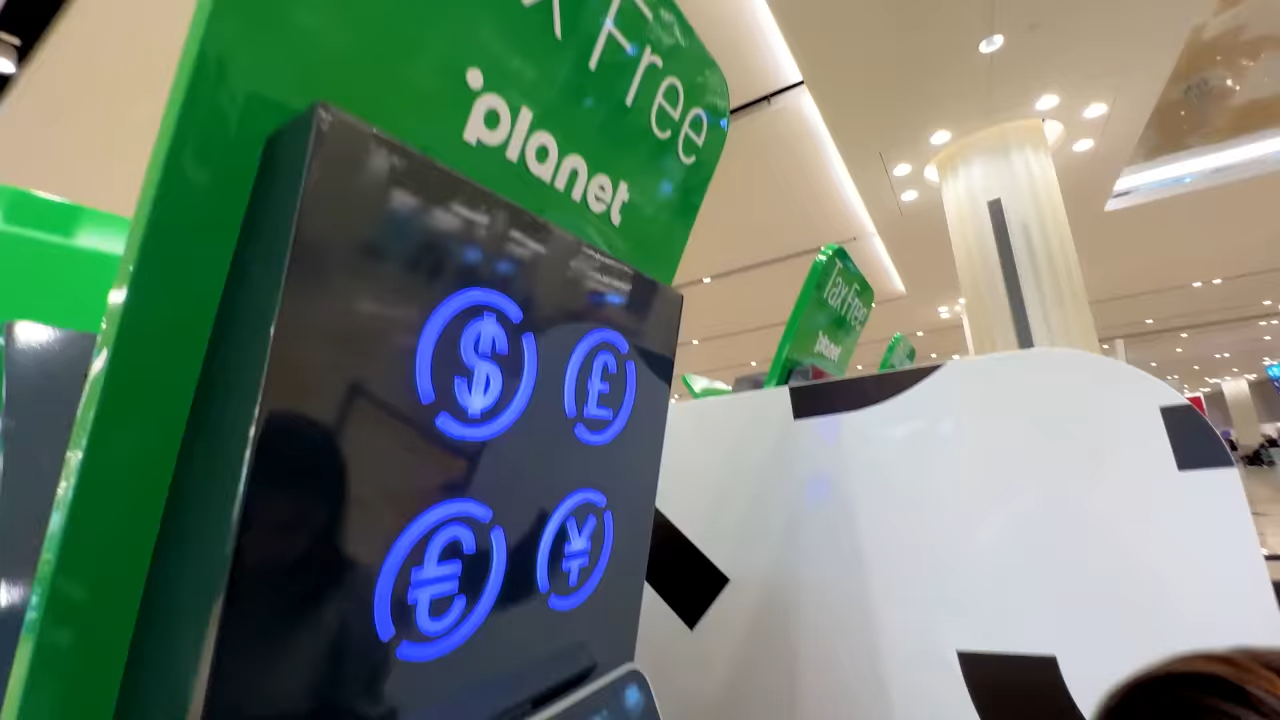 x Free
planet
$ £
€ ¥
Tax Free
planet